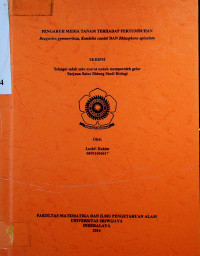 PENGARUH MEDIA TANAM TERHADAP PERTUMBUHAN
Bruguiera gymnorrhiza, Kandelia candel DAN Rhizophora apiculata
SKRIPSI
Sebagai salah satu syarat untuk memperoleh gelar
Sarjana Sains Bidang Studi Biologi
Oleh:
FAKULTAS MATEMATIKA DAN ILMU PENGETAHUAN ALAM
UNIVERSITAS SRIWIJAYA
INDERALAYA